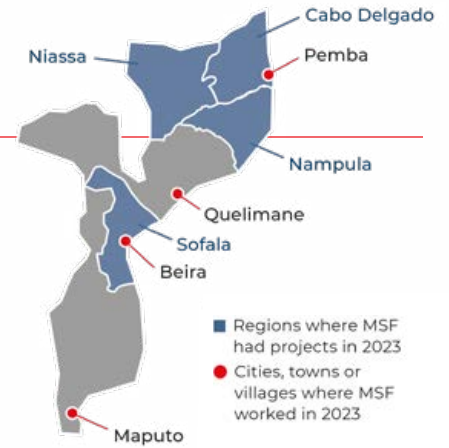 Cabo Delgado
Niassa
Pemba
Nampula
Quelimane
Sofala
Beira
Regions where MSF
had projects in 2023
Cities, towns or
villages where MSF
worked in 2023
Maputo